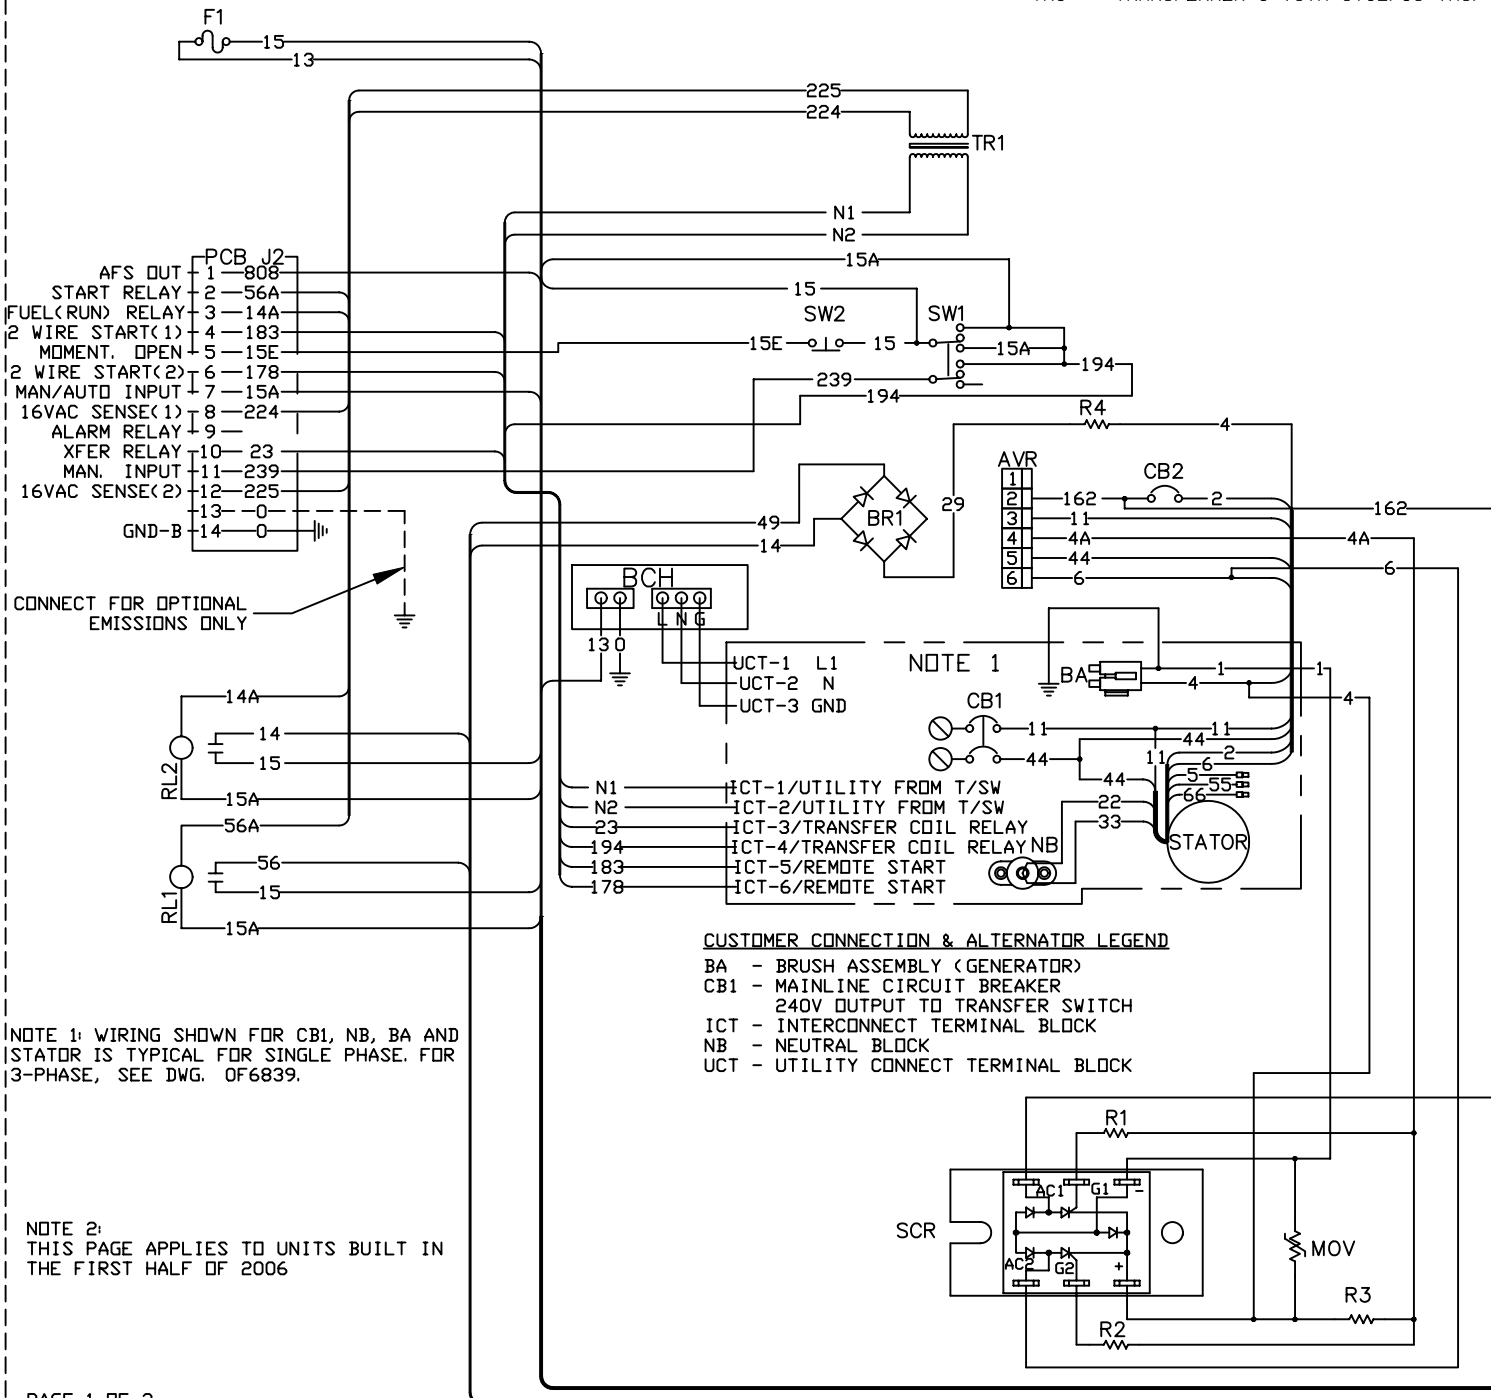 F1
15
13
225
224
TR1
N1
N2
PCB J2
AFS OUT 1 808
START RELAY 2 56A
FUEL(RUN) RELAY 3 14A
2 WIRE START(1) 4 183
MOMENT. OPEN 5 15E
2 WIRE START(2) 6 178
MAN/AUTO INPUT 7 15A
16VAC SENSE(1) 8 224
ALARM RELAY 9
XFER RELAY 10 23
MAN. INPUT 11 239
16VAC SENSE(2) 12 225
13 0
GND-B 14 0
CONNECT FOR OPTIONAL
EMISSIONS ONLY
15A
15
SW2
SW1
15E
15
15A
194
239
194
R4
4
AVR
1
2 162
3 11
4 4A
5 44
6 6
CB2
2
162
4A
6
29
49
14
BR1
BCH
L N G
13 0
UCT-1 L1
UCT-2 N
UCT-3 GND
NOTE 1
BA
1
1
4
4
CB1
11
11
44
44
11
2
6
5
55
66
44
22
33
STATOR
NB
14A
14
15
RL2
15A
56A
56
15
RL1
15A
N1 ICT-1/UTILITY FROM T/SW
N2 ICT-2/UTILITY FROM T/SW
23 ICT-3/TRANSFER COIL RELAY
194 ICT-4/TRANSFER COIL RELAY
183 ICT-5/REMOTE START
178 ICT-6/REMOTE START
CUSTOMER CONNECTION & ALTERNATOR LEGEND
BA - BRUSH ASSEMBLY (GENERATOR)
CB1 - MAINLINE CIRCUIT BREAKER
240V OUTPUT TO TRANSFER SWITCH
ICT - INTERCONNECT TERMINAL BLOCK
NB - NEUTRAL BLOCK
UCT - UTILITY CONNECT TERMINAL BLOCK
NOTE 1: WIRING SHOWN FOR CB1, NB, BA AND
STATOR IS TYPICAL FOR SINGLE PHASE. FOR
3-PHASE, SEE DWG. 0F6839.
NOTE 2:
THIS PAGE APPLIES TO UNITS BUILT IN
THE FIRST HALF OF 2006
R1
SCR
AC1 G1 -
AC2 G2 +
MOV
R3
R2